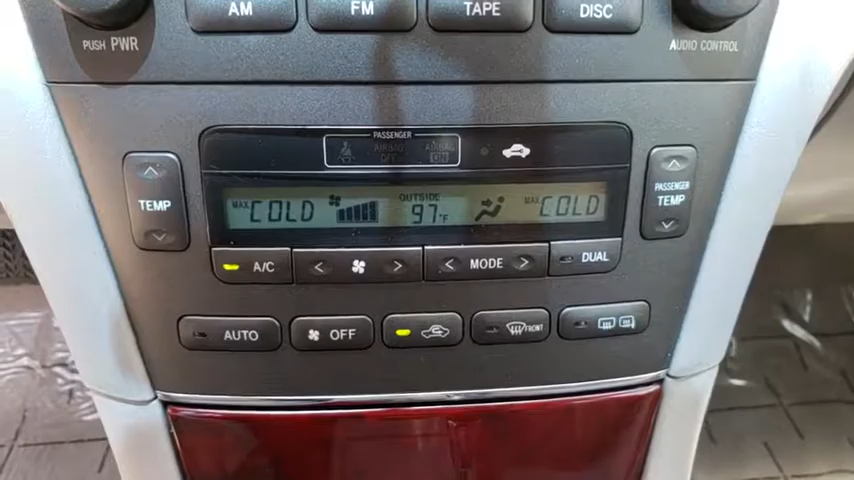 AM FM TAPE DISC
PUSH PWR
AUDIO CONTROL
PASSENGER
AIRBAG OFF
AIRBAG ON
TEMP
MAX COLD
OUTSIDE
97°F
MAX COLD
PASSENGER
TEMP
A/C
MODE
DUAL
AUTO
OFF
FRONT